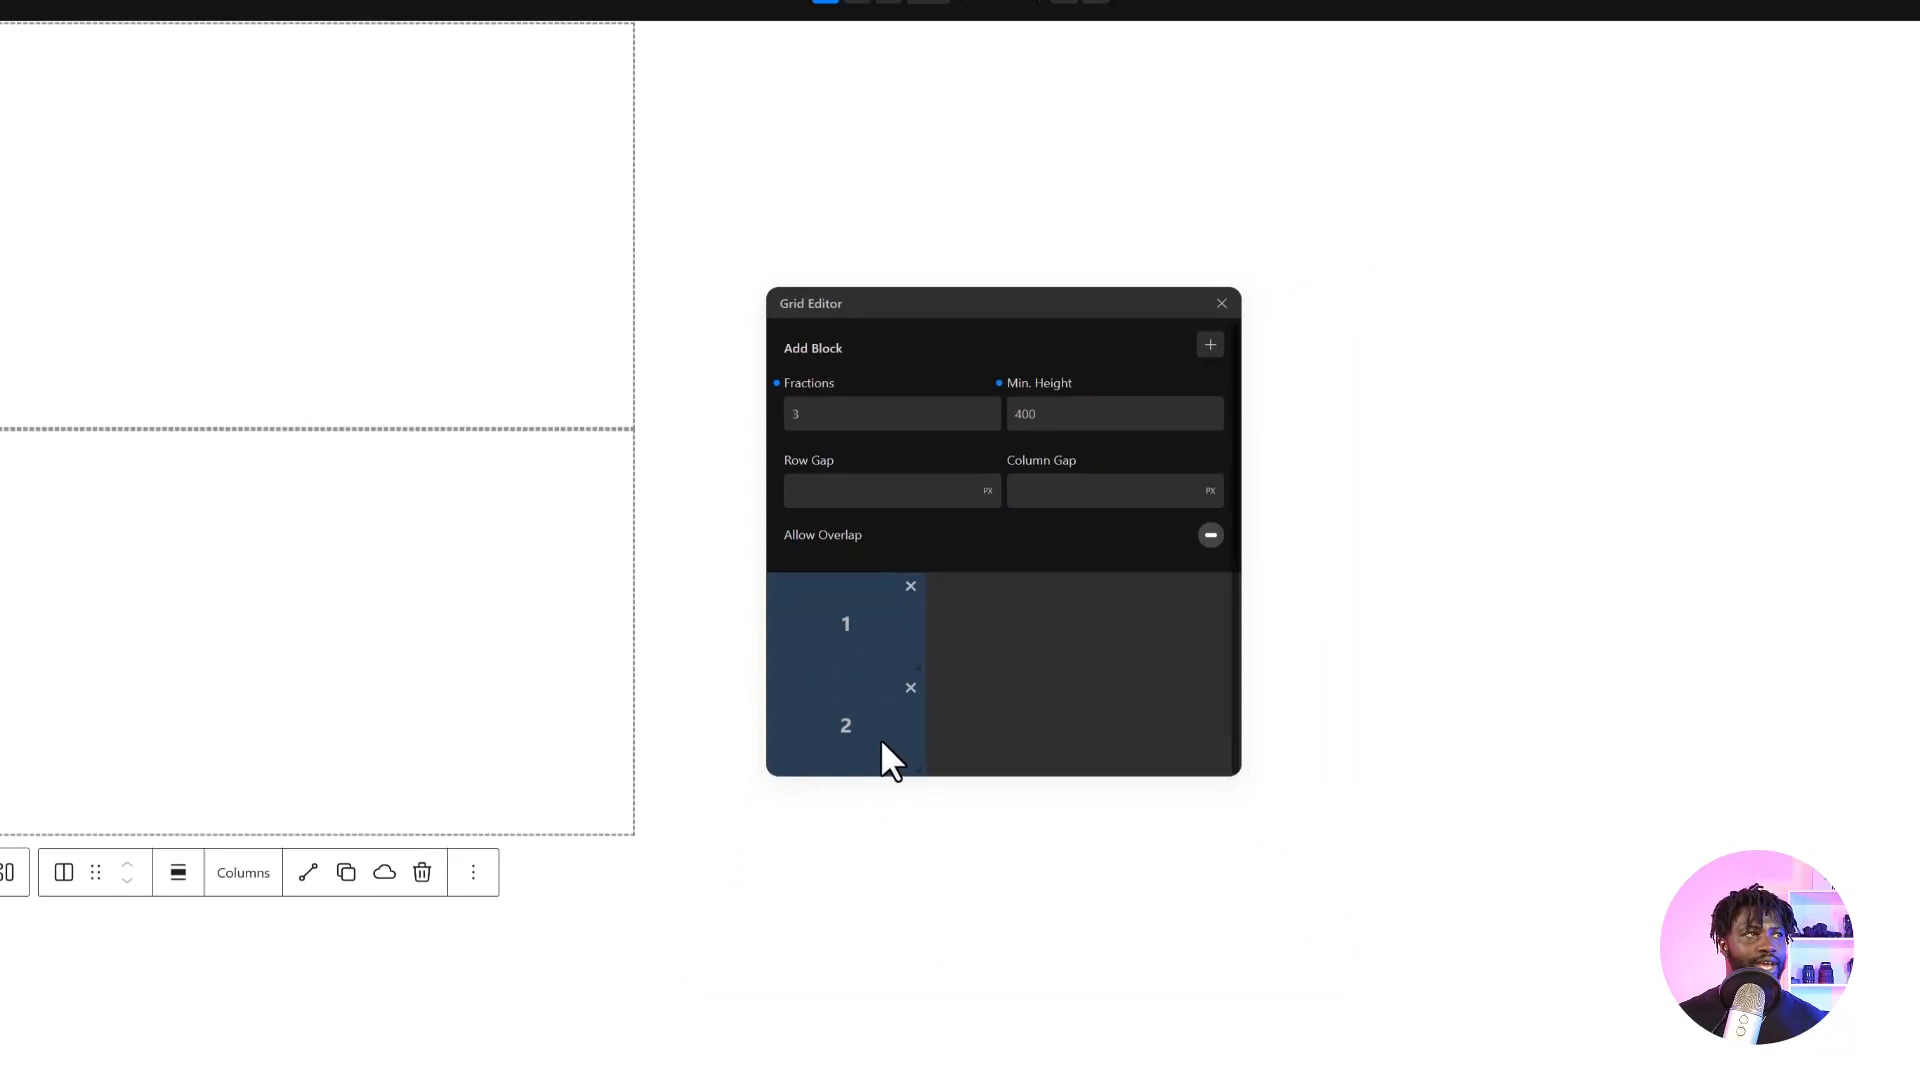 Grid Editor
Add Block
Fractions
Min. Height
3
400
Row Gap
Column Gap
PX
PX
Allow Overlap
1
2
Columns